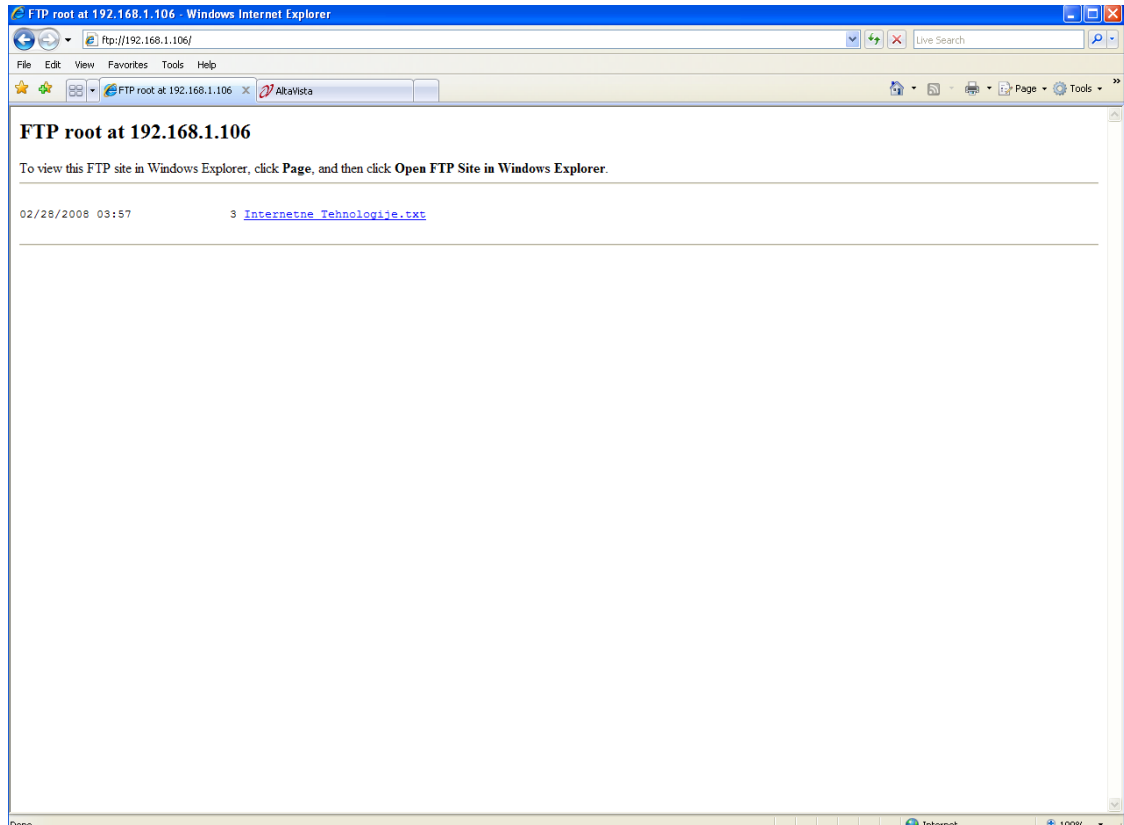 FTP root at 192.168.1.106 - Windows Internet Explorer
ftp://192.168.1.106/
Live Search
File Edit View Favorites Tools Help
FTP root at 192.168.1.106
AltaVista
Page
Tools
FTP root at 192.168.1.106
To view this FTP site in Windows Explorer, click Page, and then click Open FTP Site in Windows Explorer.
02/28/2008 03:57 3 Internetne Tehnologije.txt
Done
Internet
100%